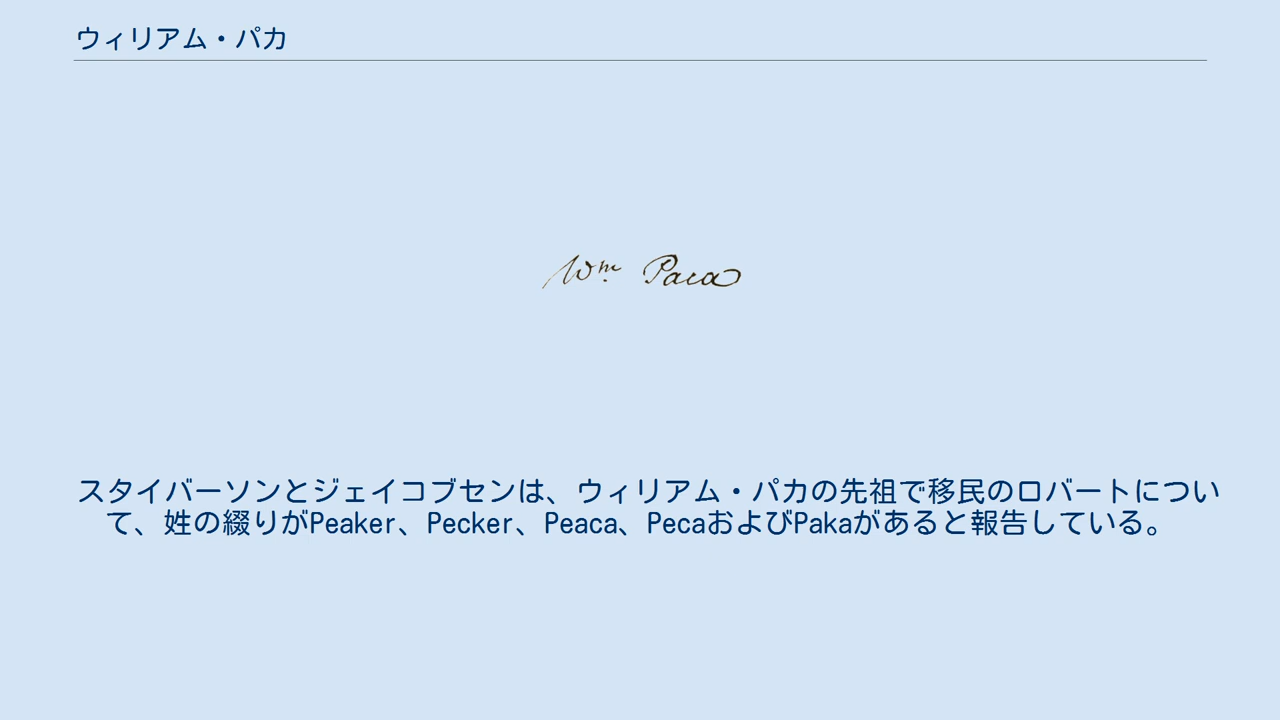 ウィリアム・パカ
Wm. Paca
スタイバーソンとジェイコブセンは、ウィリアム・パカの先祖で移民のロバートについ
て、姓の綴りがPeaker、Pecker、Peaca、PecaおよびPakaがあると報告している。